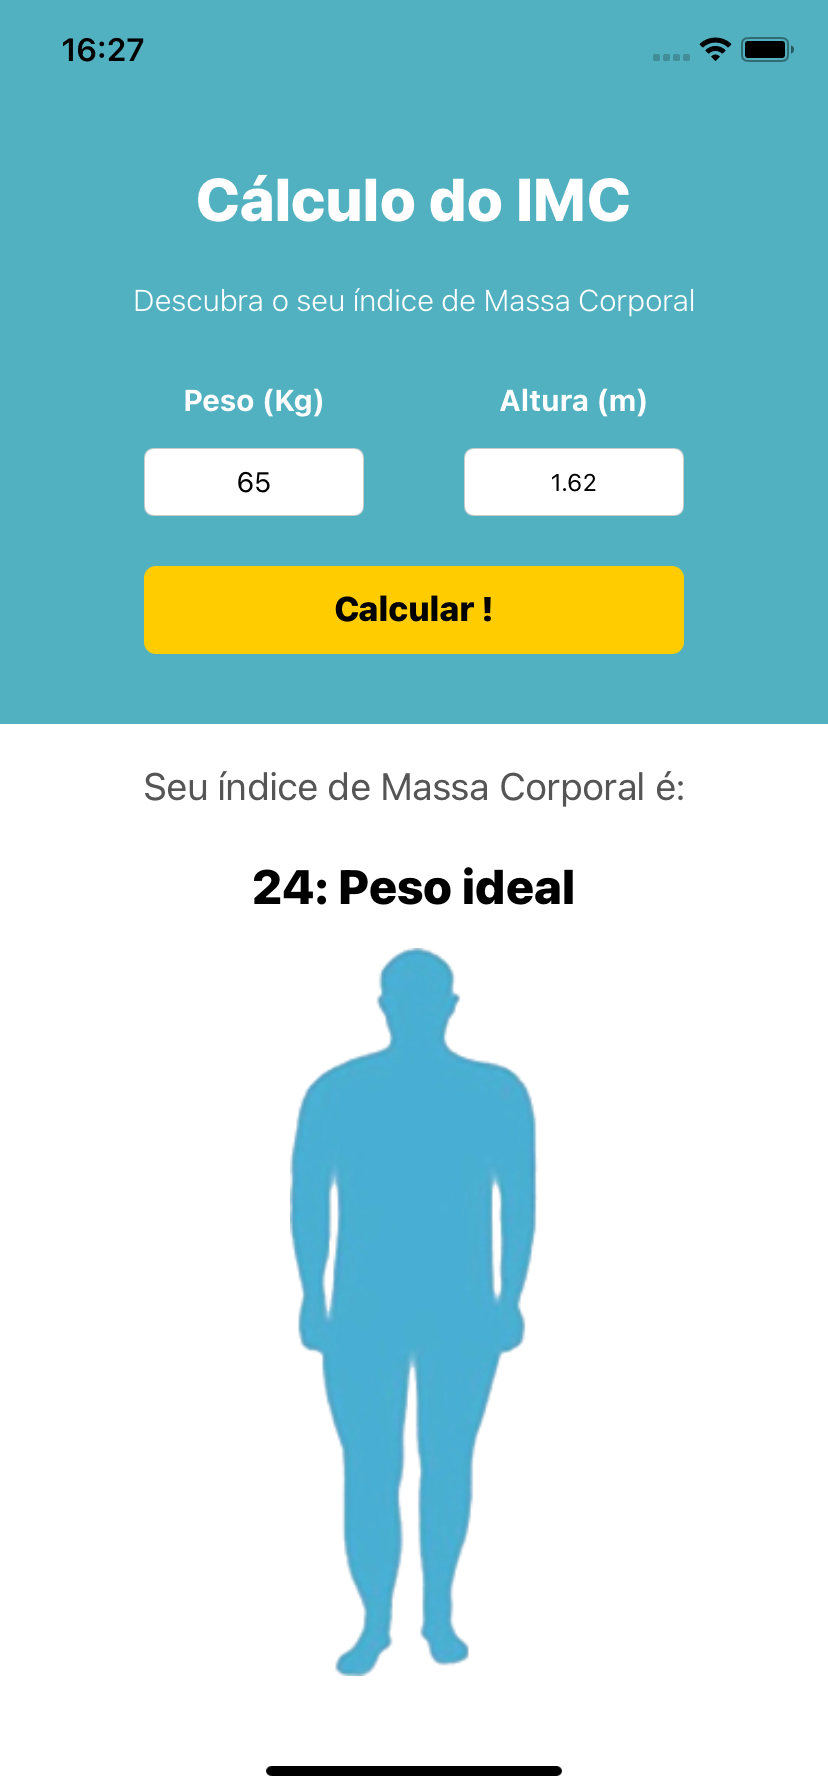 16:27
Cálculo do IMC
Descubra o seu índice de Massa Corporal
Peso (Kg) Altura (m)
65 1.62
Calcular !
Seu índice de Massa Corporal é:
24: Peso ideal